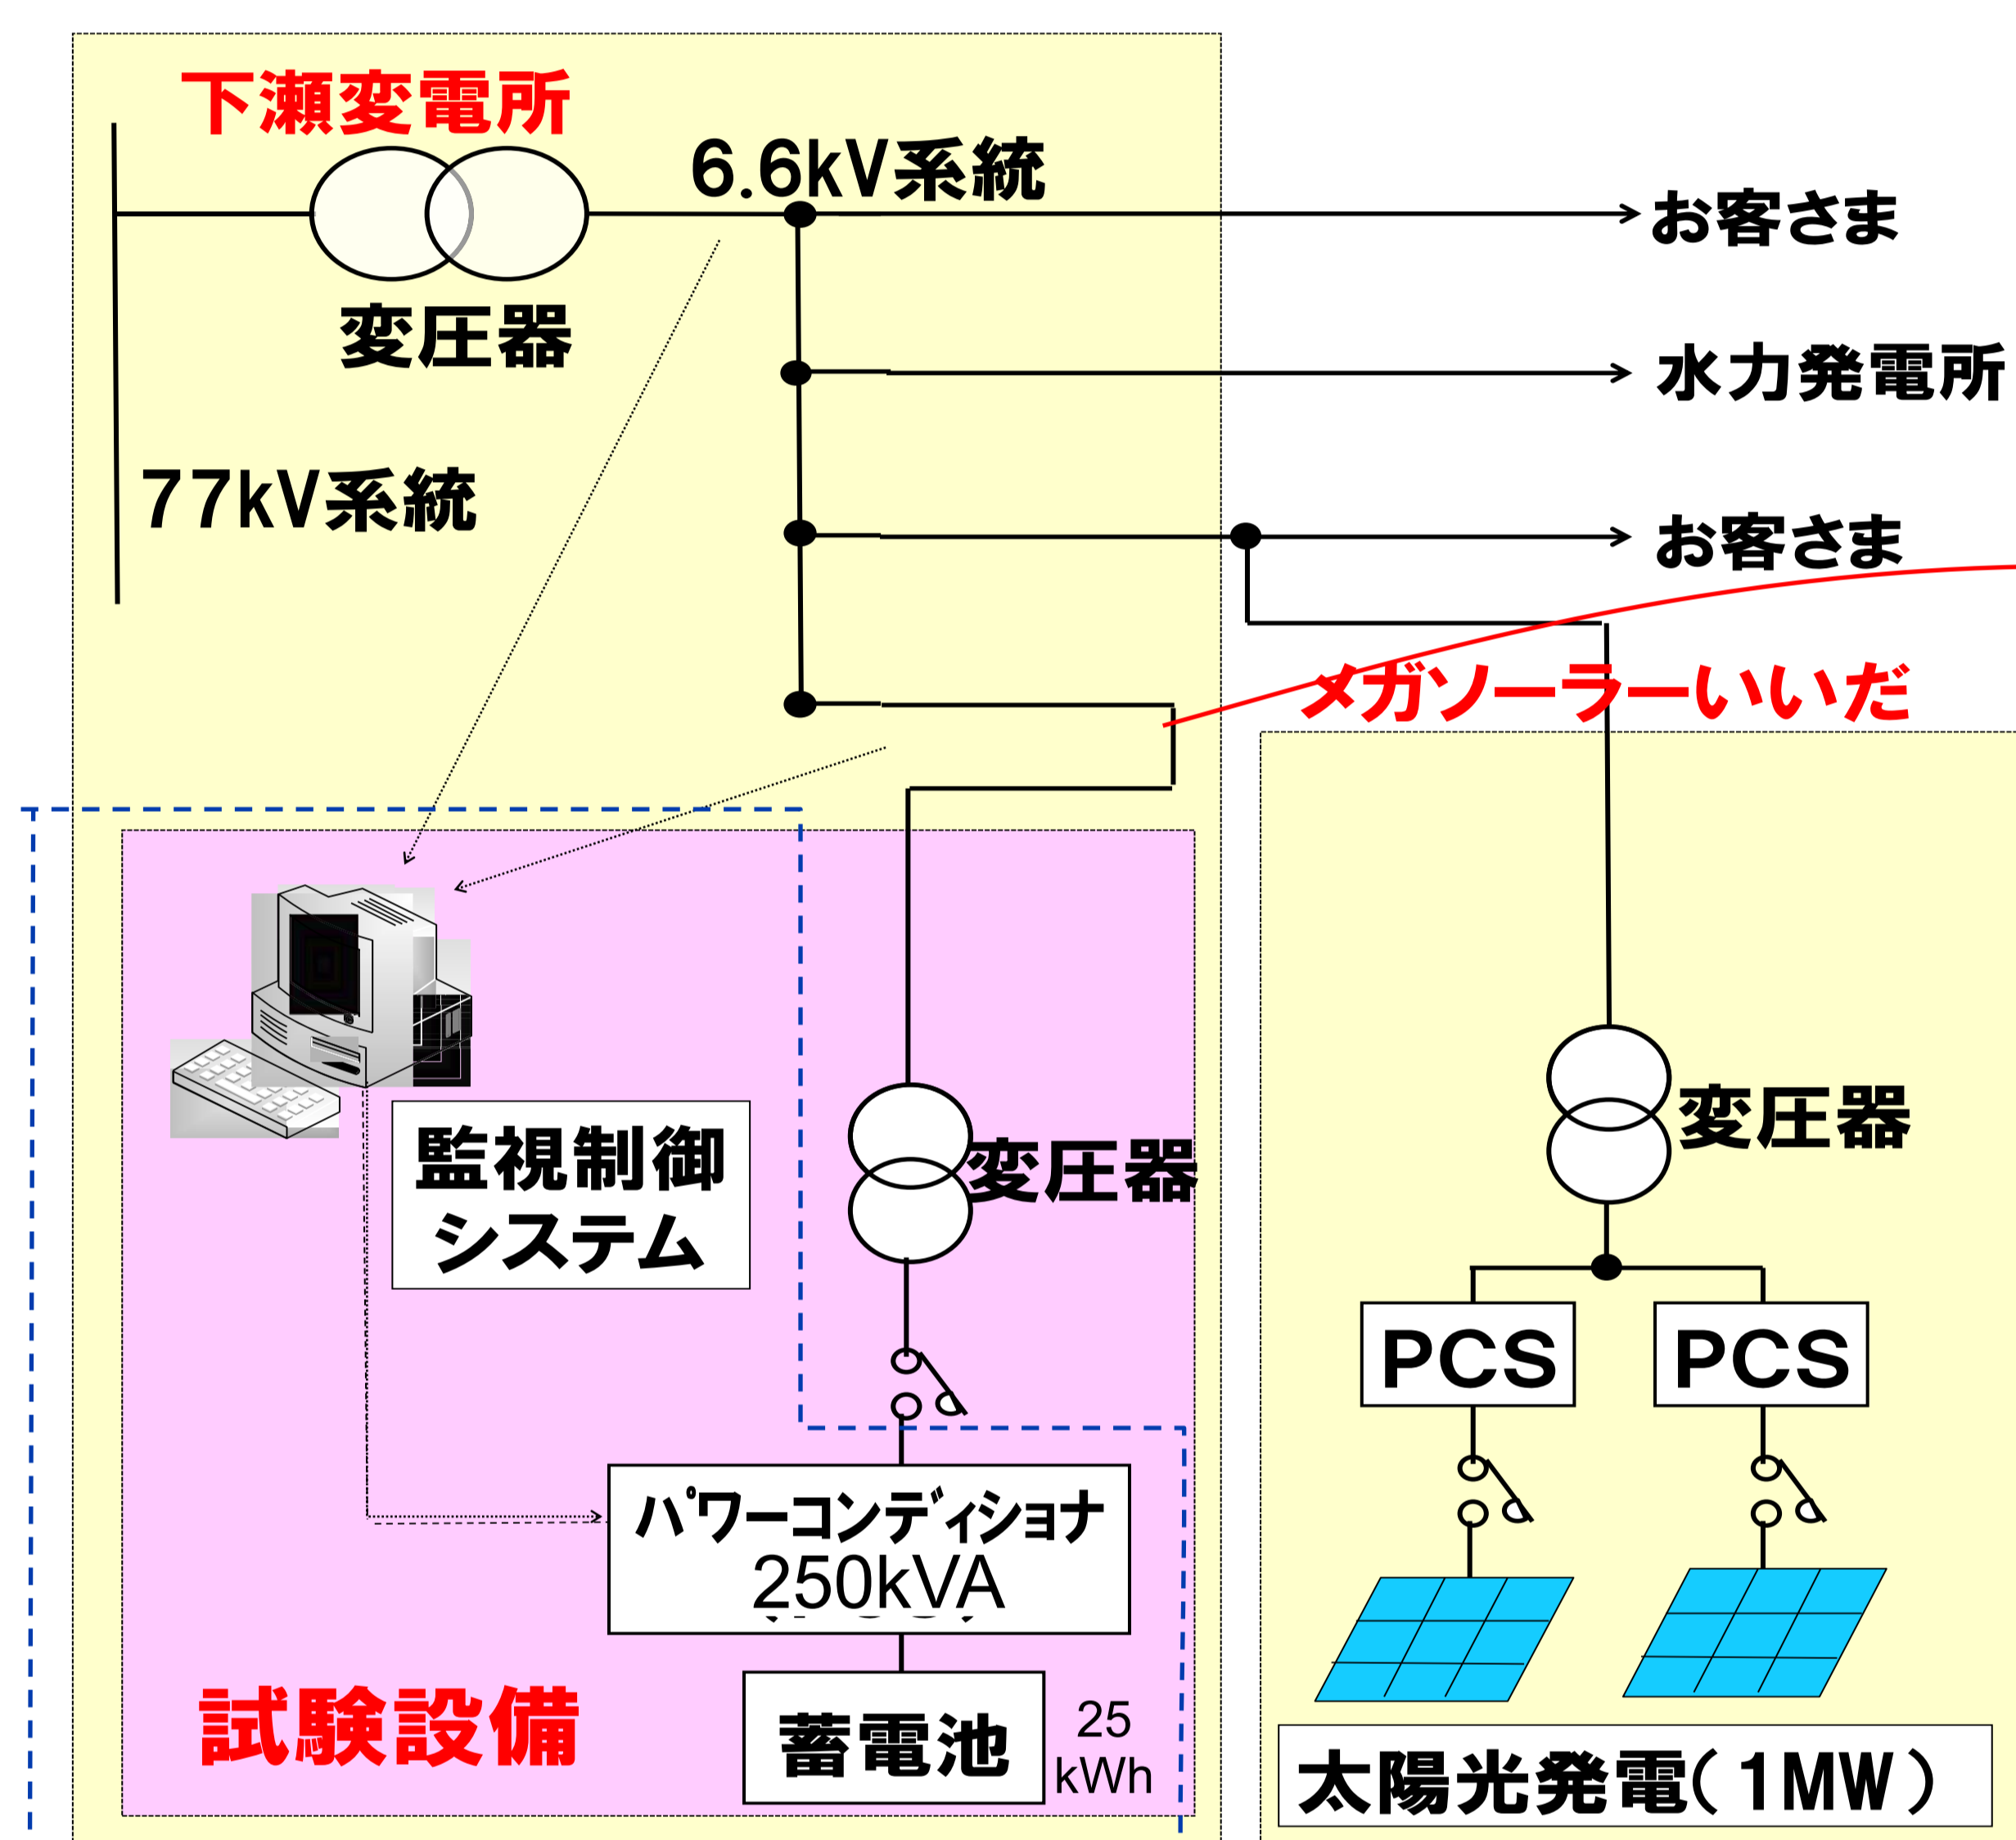 下瀬変電所
6.6kV系統
お客さま
変圧器
水力発電所
77kV系統
お客さま
メガソーラーいいだ
監視制御
システム
変圧器
変圧器
PCS
PCS
パワーコンディショナ
250kVA
試験設備
蓄電池
25
kWh
太陽光発電(1MW)